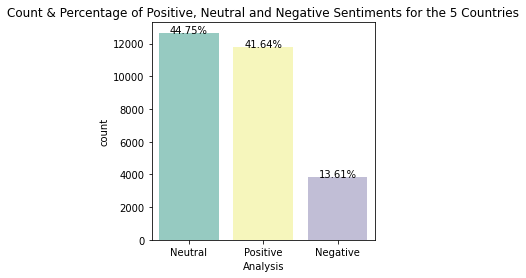 Count & Percentage of Positive, Neutral and Negative Sentiments for the 5 Countries
44.75%
41.64%
13.61%
12000
10000
8000
6000
4000
2000
0
count
Neutral Positive Negative
Analysis